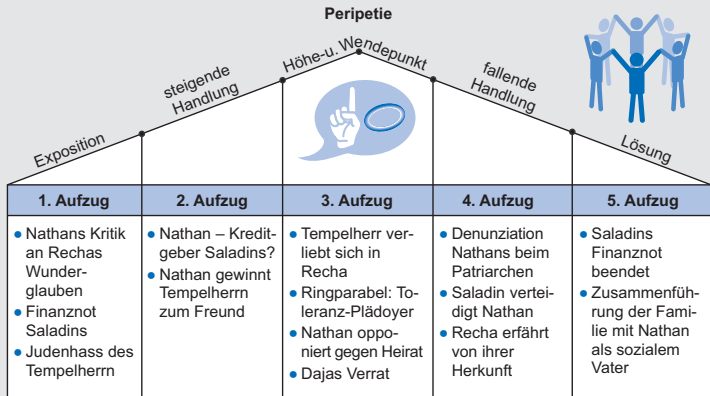 Peripetie
Höhe-u. Wendepunkt
steigende
Handlung
fallende
Handlung
Exposition
Lösung
1. Aufzug
2. Aufzug
3. Aufzug
4. Aufzug
5. Aufzug
• Nathans Kritik
an Rechas
Wunder-
glauben
• Finanznot
Saladins
• Judenhass des
Tempelherrn
• Nathan – Kredit-
geber Saladins?
• Nathan gewinnt
Tempelherrn
zum Freund
• Tempelherr ver-
liebt sich in
Recha
• Ringparabel: To-
leranz-Plädoyer
• Nathan oppo-
niert gegen Heirat
• Dajas Verrat
• Denunziation
Nathans beim
Patriarchen
• Saladin vertei-
digt Nathan
• Recha erfährt
von ihrer
Herkunft
• Saladins
Finanznot
beendet
• Zusammenfüh-
rung der Fami-
lie mit Nathan
als sozialem
Vater